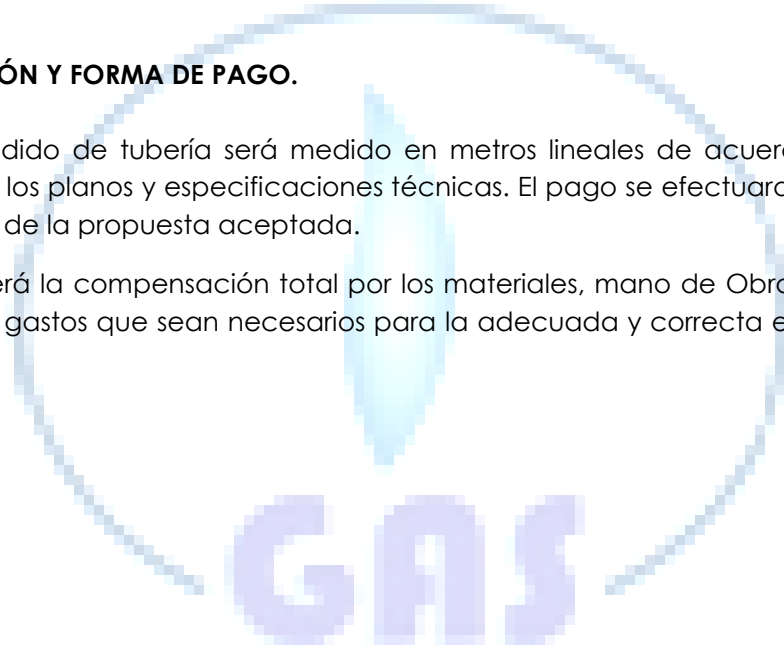 ÓN Y FORMA DE PAGO.
dido de tubería será medido en metros lineales de acuer
los planos y especificaciones técnicas. El pago se efectuar
de la propuesta aceptada.
erá la compensación total por los materiales, mano de Obr
gastos que sean necesarios para la adecuada y correcta e
GAS